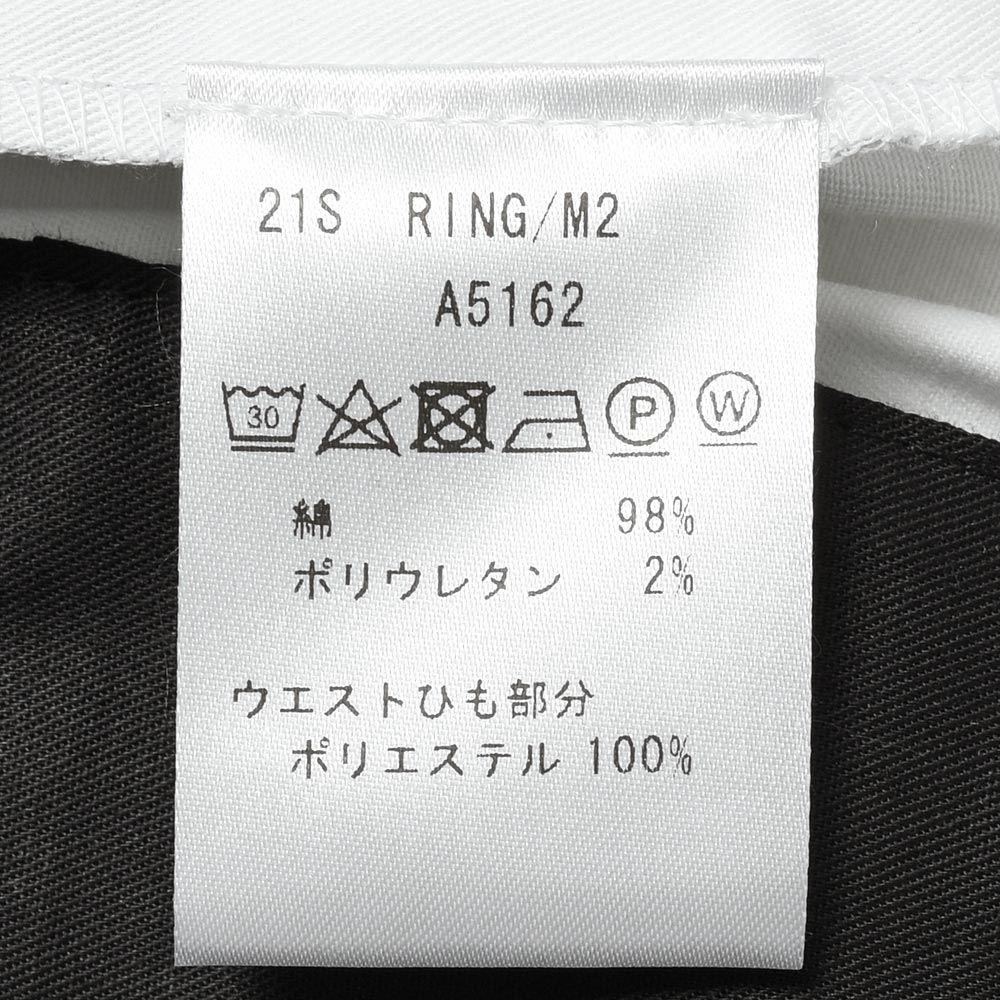 21S RING/M2
A5162
30 P W
綿 98%
ポリウレタン 2%
ウエストひも部分
ポリエステル 100%